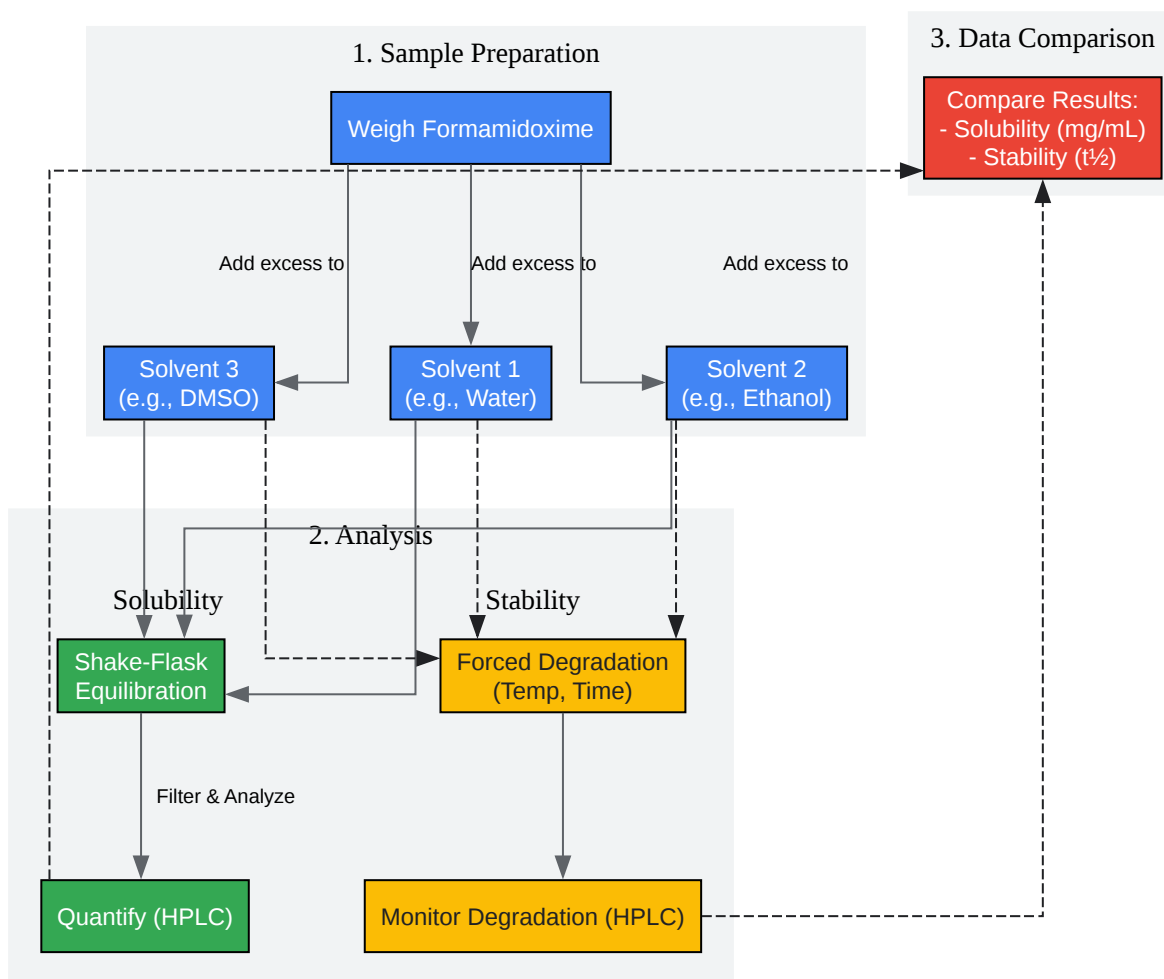 1. Sample Preparation
3. Data Comparison
Weigh Formamidoxime
Compare Results:
- Solubility (mg/mL)
- Stability (t½)
Add excess to
Add excess to
Add excess to
Solvent 3
(e.g., DMSO)
Solvent 1
(e.g., Water)
Solvent 2
(e.g., Ethanol)
2. Analysis
Solubility
Stability
Shake-Flask
Equilibration
Forced Degradation
(Temp, Time)
Filter & Analyze
Quantify (HPLC)
Monitor Degradation (HPLC)